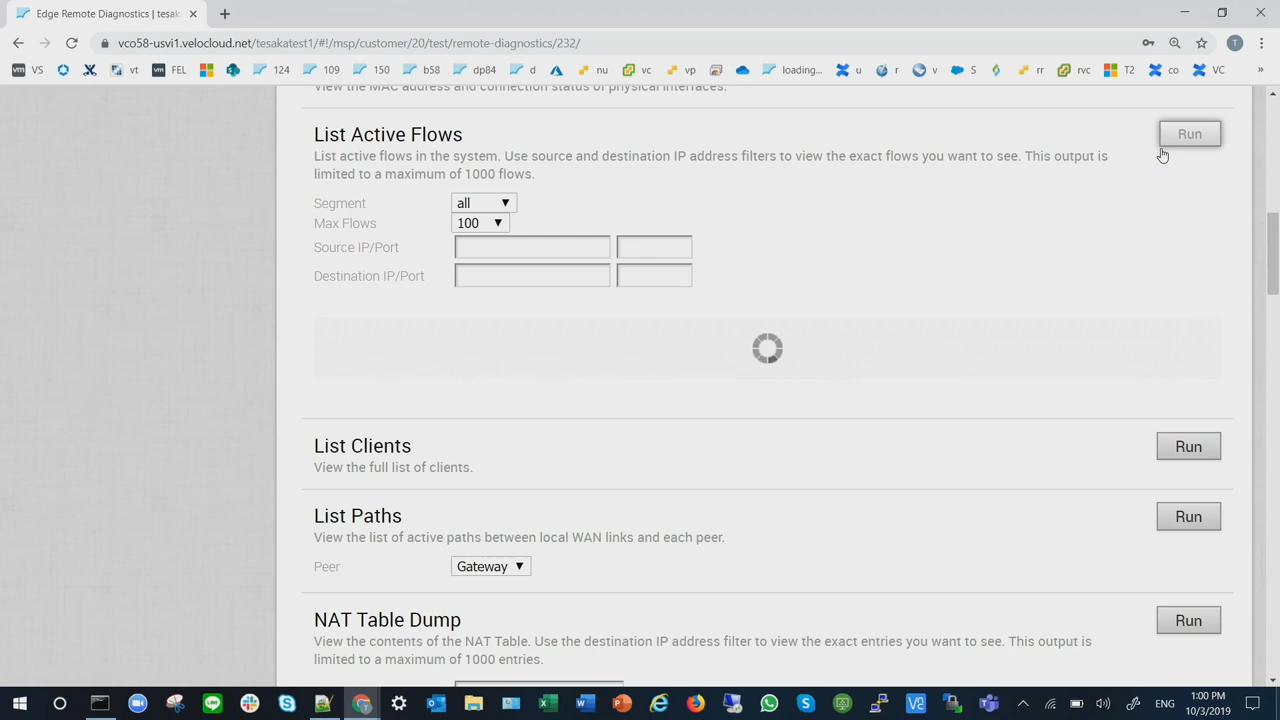 Edge Remote Diagnostics | tesak
vco58-usvi1.velocloud.net/tesakatest1/#!/msp/customer/20/test/remote-diagnostics/232/
T
vm VS
vt
vm FEL
124
109
150
b58
dp84
d
nu
vc
vp
loading...
u
r
v
S
rr
rvc
T2
co
VC
»
View the MAC address and connection status of physical interfaces.
List Active Flows
Run
List active flows in the system. Use source and destination IP address filters to view the exact flows you want to see. This output is
limited to a maximum of 1000 flows.
Segment all
Max Flows 100
Source IP/Port
Destination IP/Port
List Clients
Run
View the full list of clients.
List Paths
Run
View the list of active paths between local WAN links and each peer.
Peer Gateway
NAT Table Dump
Run
View the contents of the NAT Table. Use the destination IP address filter to view the exact entries you want to see. This output is
limited to a maximum of 1000 entries.
ENG
1:00 PM
10/3/2019